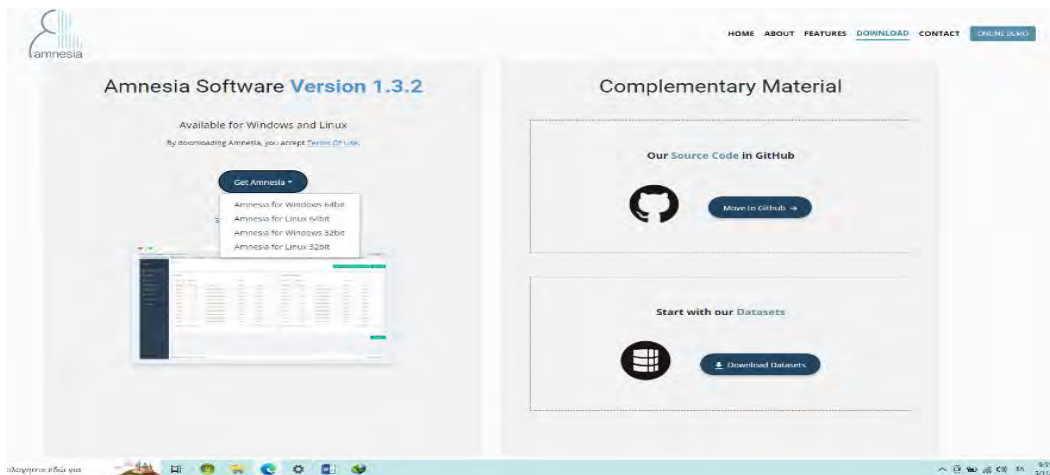 amnesia
HOME ABOUT FEATURES DOWNLOAD CONTACT ONLINE DEMO
Amnesia Software Version 1.3.2
Available for Windows and Linux
By downloading Amnesia, you accept Terms Of Use.
Get Amnesia
Amnesia for Windows 64bit
Amnesia for Linux 64bit
Amnesia for Windows 32bit
Amnesia for Linux 32bit
Complementary Material
Our Source Code in GitHub
Move to Github →
Start with our Datasets
Download Datasets
εδώ για